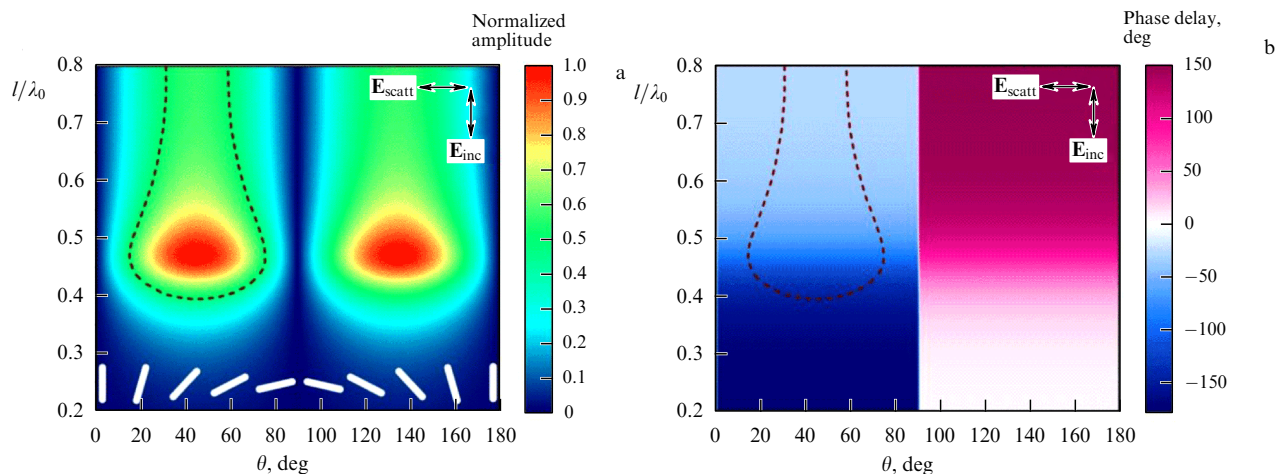 Normalized
amplitude
l/λ₀
0.8
0.7
0.6
0.5
0.4
0.3
0.2
E_scatt
E_inc
0 20 40 60 80 100 120 140 160 180
θ, deg
1.0
0.9
0.8
0.7
0.6
0.5
0.4
0.3
0.2
0.1
0
a
Phase delay,
deg
b
l/λ₀
0.8
0.7
0.6
0.5
0.4
0.3
0.2
E_scatt
E_inc
0 20 40 60 80 100 120 140 160 180
θ, deg
150
100
50
0
−50
−100
−150